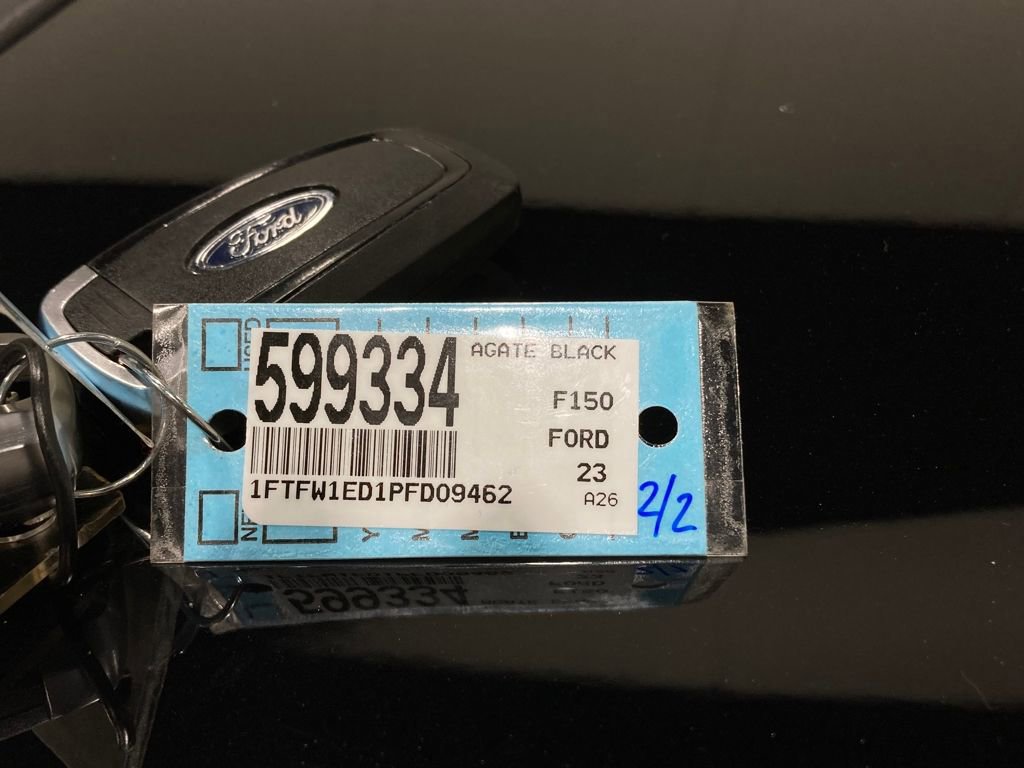 Ford
599334
AGATE BLACK
F150
FORD
23
1FTFW1ED1PFD09462
A26
2/2